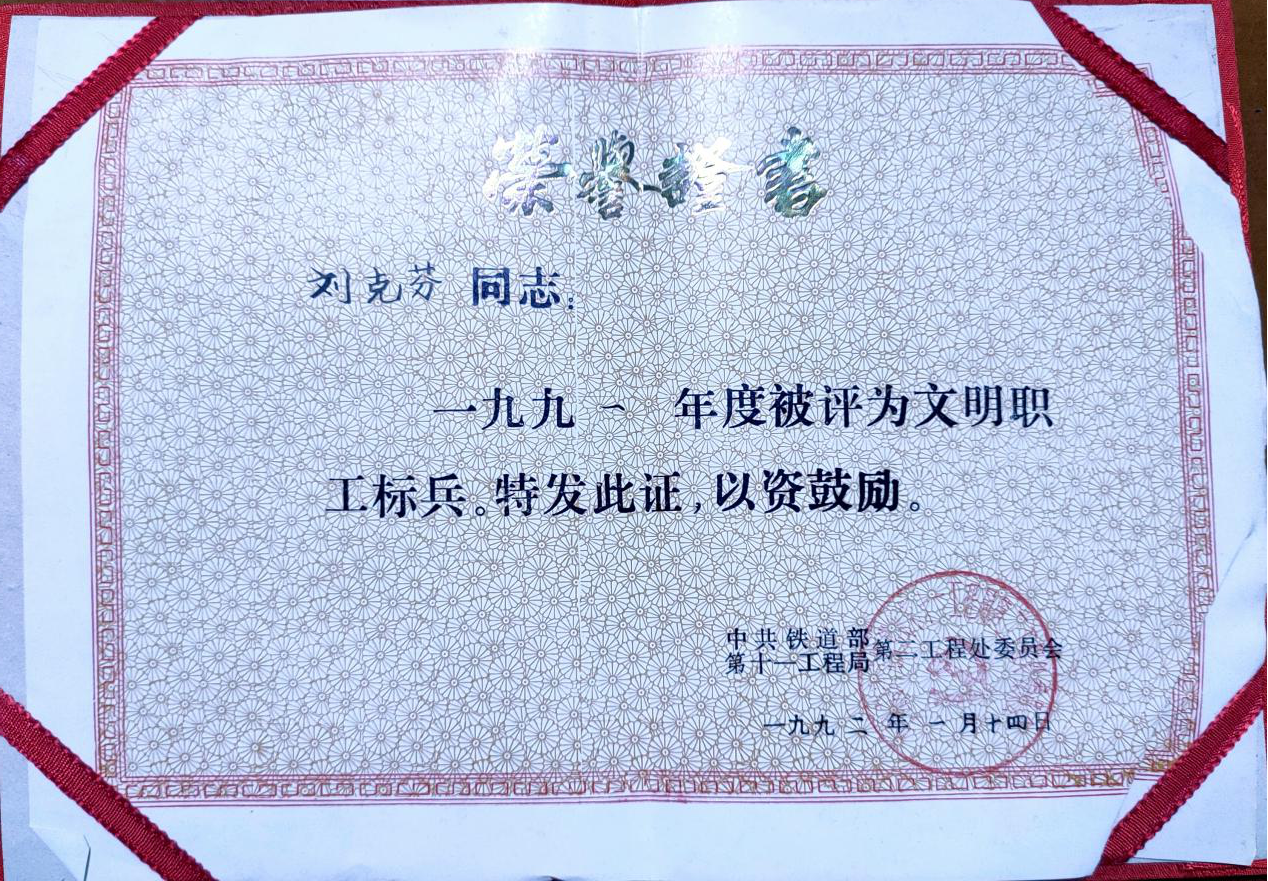 荣誉證書
刘克芬 同志：
一九九一 年度被评为文明职
工标兵。特发此证，以资鼓励。
中共铁道部
第十一工程局第二工程处委员会
一九九二年一月十四日